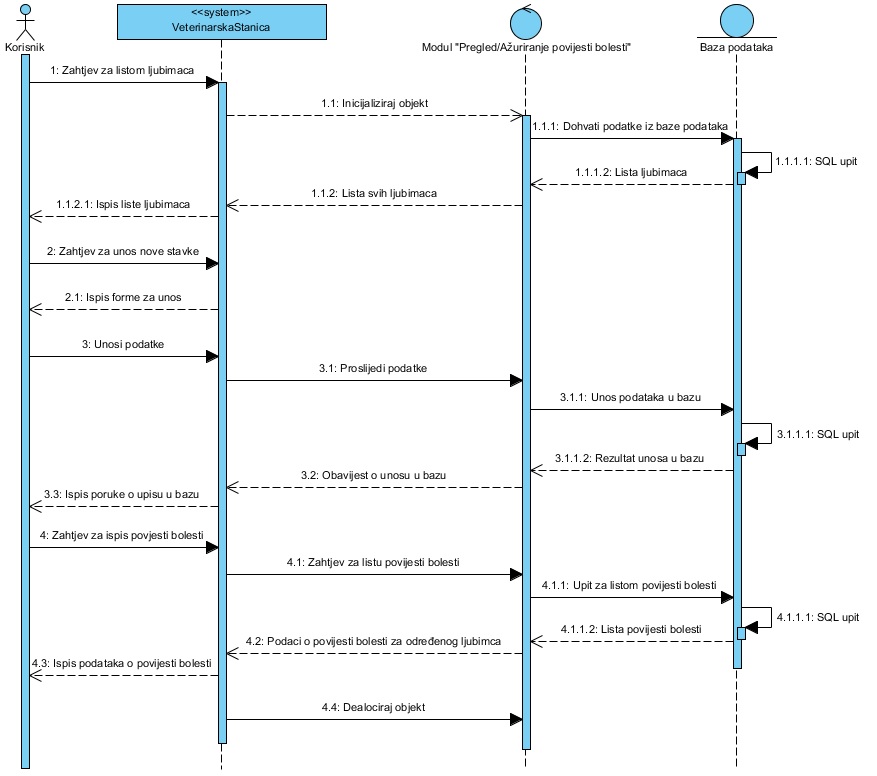 <<system>>
VeterinarskaStanica
Korisnik
Modul "Pregled/Ažuriranje povijesti bolesti"
Baza podataka
1: Zahtjev za listom ljubimaca
1.1: Inicijaliziraj objekt
1.1.1: Dohvati podatke iz baze podataka
1.1.1.1: SQL upit
1.1.1.2: Lista ljubimaca
1.1.2: Lista svih ljubimaca
1.1.2.1: Ispis liste ljubimaca
2: Zahtjev za unos nove stavke
2.1: Ispis forme za unos
3: Unosi podatke
3.1: Proslijedi podatke
3.1.1: Unos podataka u bazu
3.1.1.1: SQL upit
3.1.1.2: Rezultat unosa u bazu
3.2: Obavijest o unosu u bazu
3.3: Ispis poruke o upisu u bazu
4: Zahtjev za ispis povjesti bolesti
4.1: Zahtjev za listu povijesti bolesti
4.1.1: Upit za listom povijesti bolesti
4.1.1.1: SQL upit
4.1.1.2: Lista povijesti bolesti
4.2: Podaci o povijesti bolesti za određenog ljubimca
4.3: Ispis podataka o povijesti bolesti
4.4: Dealociraj objekt